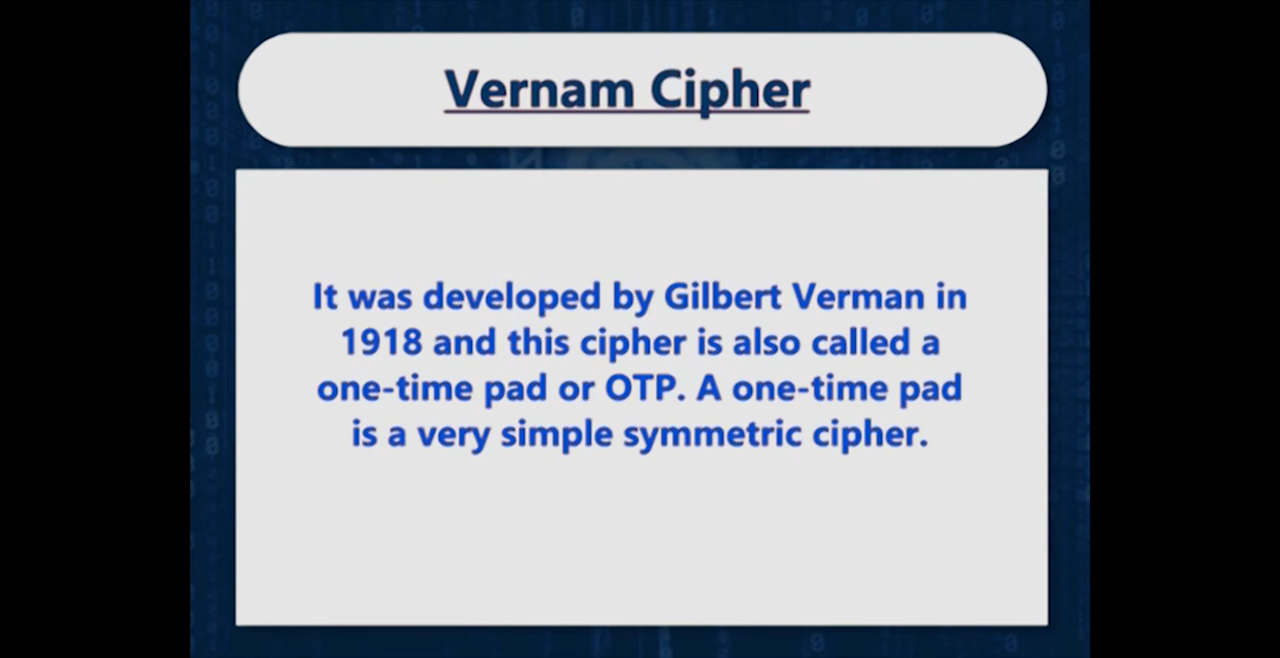 Vernam Cipher
It was developed by Gilbert Verman in
1918 and this cipher is also called a
one-time pad or OTP. A one-time pad
is a very simple symmetric cipher.